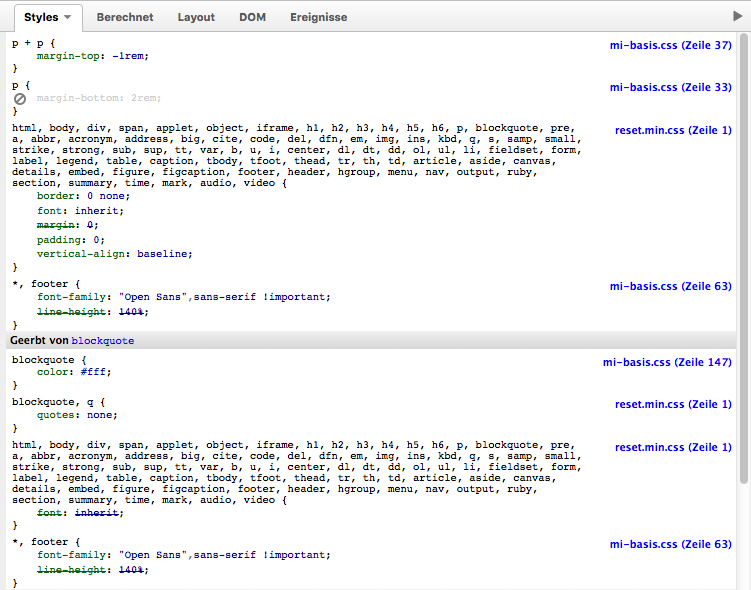 Styles Berechnet Layout DOM Ereignisse
p + p { mi-basis.css (Zeile 37)
margin-top: -1rem;
}
p { mi-basis.css (Zeile 33)
margin-bottom: 2rem;
}
html, body, div, span, applet, object, iframe, h1, h2, h3, h4, h5, h6, p, blockquote, pre, reset.min.css (Zeile 1)
a, abbr, acronym, address, big, cite, code, del, dfn, em, img, ins, kbd, q, s, samp, small,
strike, strong, sub, sup, tt, var, b, u, i, center, dl, dt, dd, ol, ul, li, fieldset, form,
label, legend, table, caption, tbody, tfoot, thead, tr, th, td, article, aside, canvas,
details, embed, figure, figcaption, footer, header, hgroup, menu, nav, output, ruby,
section, summary, time, mark, audio, video {
border: 0 none;
font: inherit;
margin: 0;
padding: 0;
vertical-align: baseline;
}
*, footer { mi-basis.css (Zeile 63)
font-family: "Open Sans",sans-serif !important;
line-height: 140%;
}
Geerbt von blockquote
blockquote { mi-basis.css (Zeile 147)
color: #fff;
}
blockquote, q { reset.min.css (Zeile 1)
quotes: none;
}
html, body, div, span, applet, object, iframe, h1, h2, h3, h4, h5, h6, p, blockquote, pre, reset.min.css (Zeile 1)
a, abbr, acronym, address, big, cite, code, del, dfn, em, img, ins, kbd, q, s, samp, small,
strike, strong, sub, sup, tt, var, b, u, i, center, dl, dt, dd, ol, ul, li, fieldset, form,
label, legend, table, caption, tbody, tfoot, thead, tr, th, td, article, aside, canvas,
details, embed, figure, figcaption, footer, header, hgroup, menu, nav, output, ruby,
section, summary, time, mark, audio, video {
font: inherit;
}
*, footer { mi-basis.css (Zeile 63)
font-family: "Open Sans",sans-serif !important;
line-height: 140%;
}